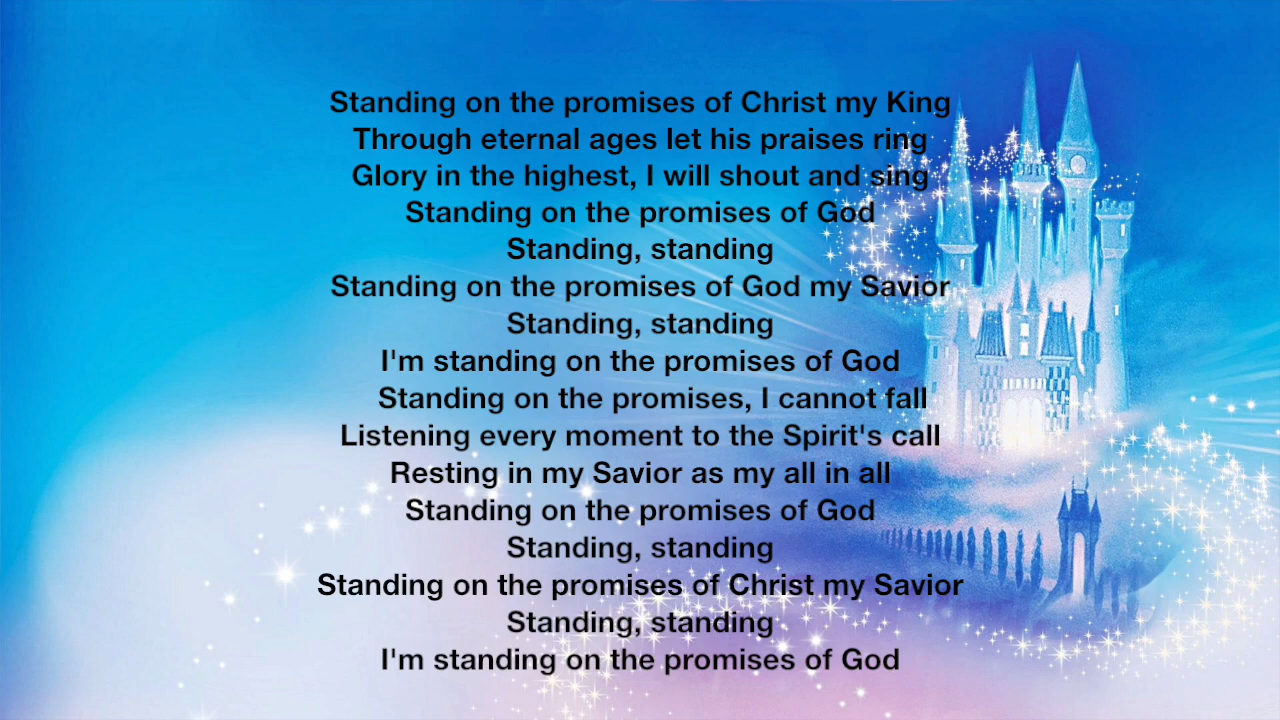 Standing on the promises of Christ my King
Through eternal ages let his praises ring
Glory in the highest, I will shout and sing
Standing on the promises of God
Standing, standing
Standing on the promises of God my Savior
Standing, standing
I'm standing on the promises of God
Standing on the promises, I cannot fall
Listening every moment to the Spirit's call
Resting in my Savior as my all in all
Standing on the promises of God
Standing, standing
Standing on the promises of Christ my Savior
Standing, standing
I'm standing on the promises of God